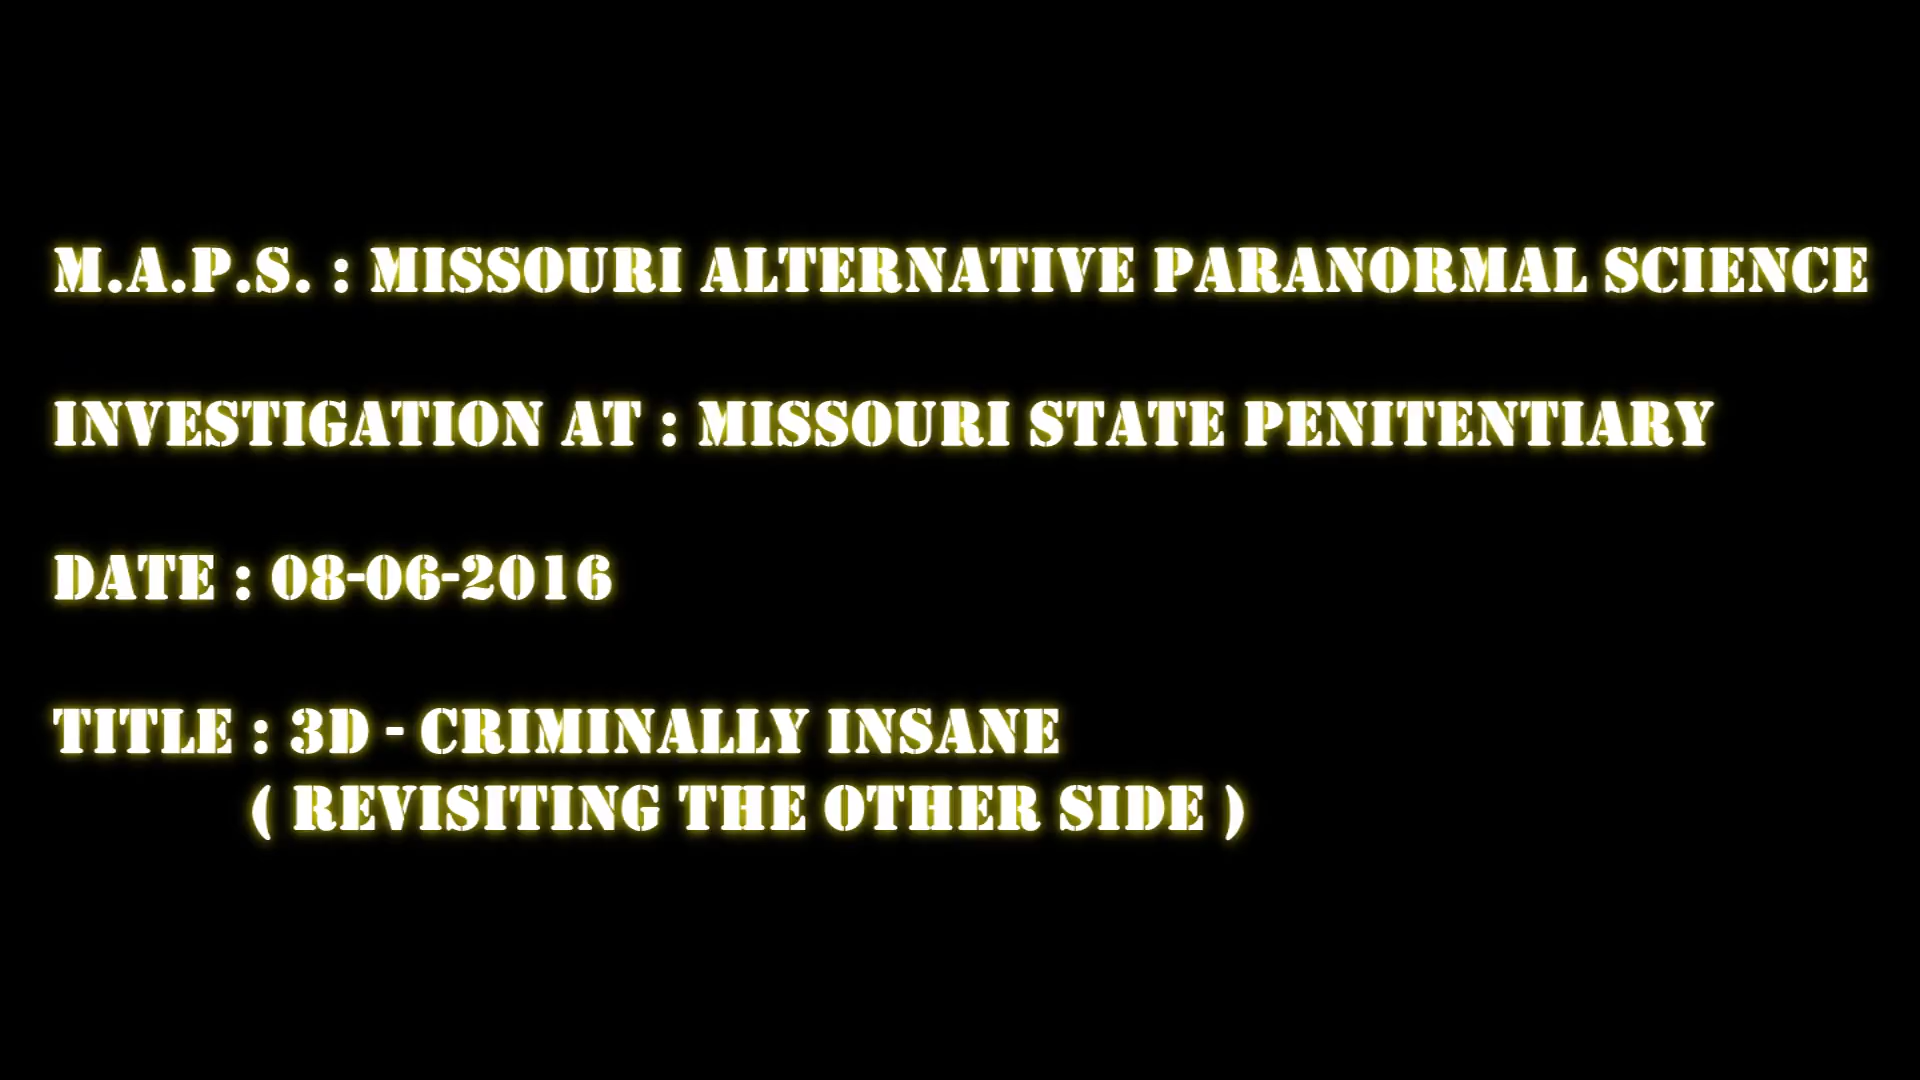 M.A.P.S. : MISSOURI ALTERNATIVE PARANORMAL SCIENCE
INVESTIGATION AT : MISSOURI STATE PENITENTIARY
DATE : 08-06-2016
TITLE : 3D - CRIMINALLY INSANE
( REVISITING THE OTHER SIDE )